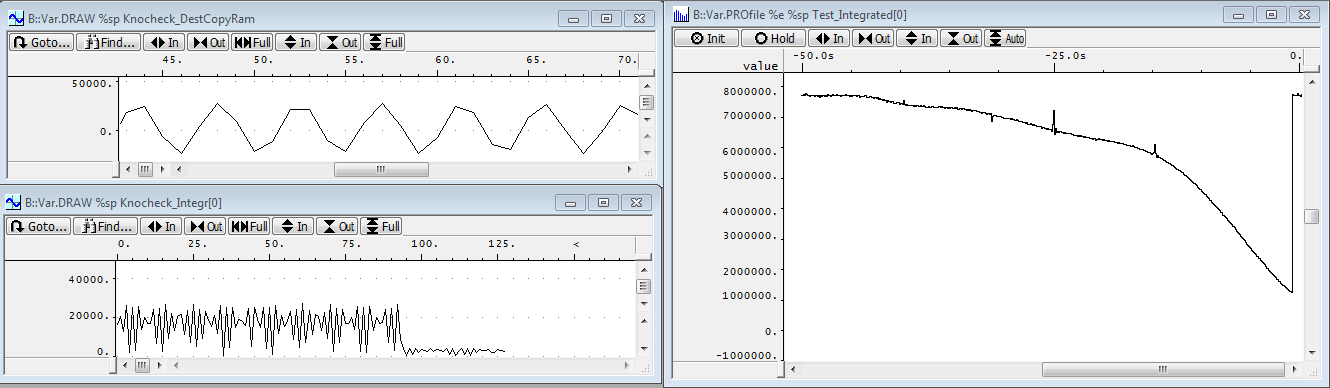 B::Var.DRAW %sp Knocheck_DestCopyRam
Goto... Find... In Out Full In Out Full
45. 50. 55. 60. 65. 70.
50000.
0.
B::Var.DRAW %sp Knocheck_Integr[0]
Goto... Find... In Out Full In Out Full
0. 25. 50. 75. 100. 125. <
40000.
20000.
0.
B::Var.PROfile %e %sp Test_Integrated[0]
Init Hold In Out In Out Auto
-50.0s -25.0s 0.
value
8000000.
7000000.
6000000.
5000000.
4000000.
3000000.
2000000.
1000000.
0.
-1000000.